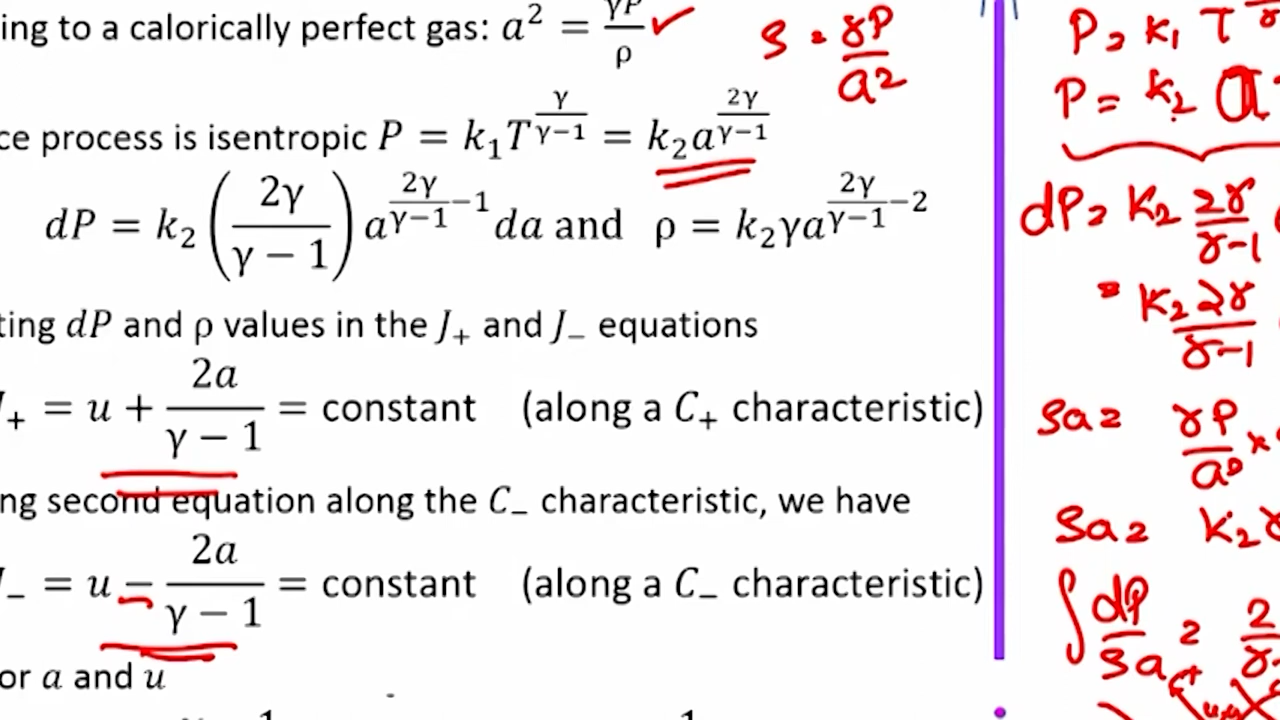 ing to a calorically perfect gas: a² = γP/ρ ✓
ρ = γP/a²
ce process is isentropic P = k₁T^(γ/(γ−1)) = k₂a^(2γ/(γ−1))
dP = k₂ (2γ/(γ − 1)) a^(2γ/(γ−1) −1) da and ρ = k₂γa^(2γ/(γ−1) −2)
ting dP and ρ values in the J₊ and J₋ equations
₊ = u + 2a/(γ − 1) = constant (along a C₊ characteristic)
ng second equation along the C₋ characteristic, we have
₋ = u − 2a/(γ − 1) = constant (along a C₋ characteristic)
or a and u
P = k₁ T
P = k₂ a
dP = k₂ 2γ/(γ−1)
= k₂ 2γ/(γ−1)
ρa = γP/a² ×
ρa = k₂γ
∫ dP/ρa = 2/γ−